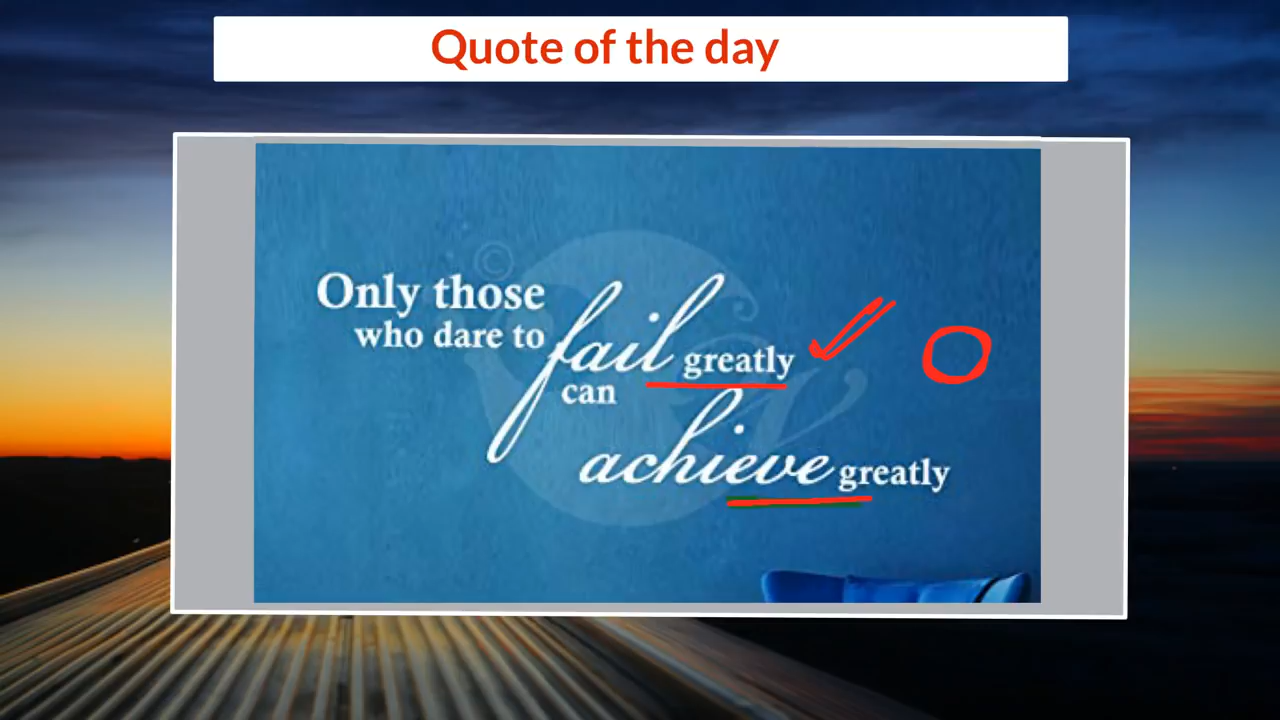 Quote of the day
©
Only those
who dare to fail greatly
can
achieve greatly